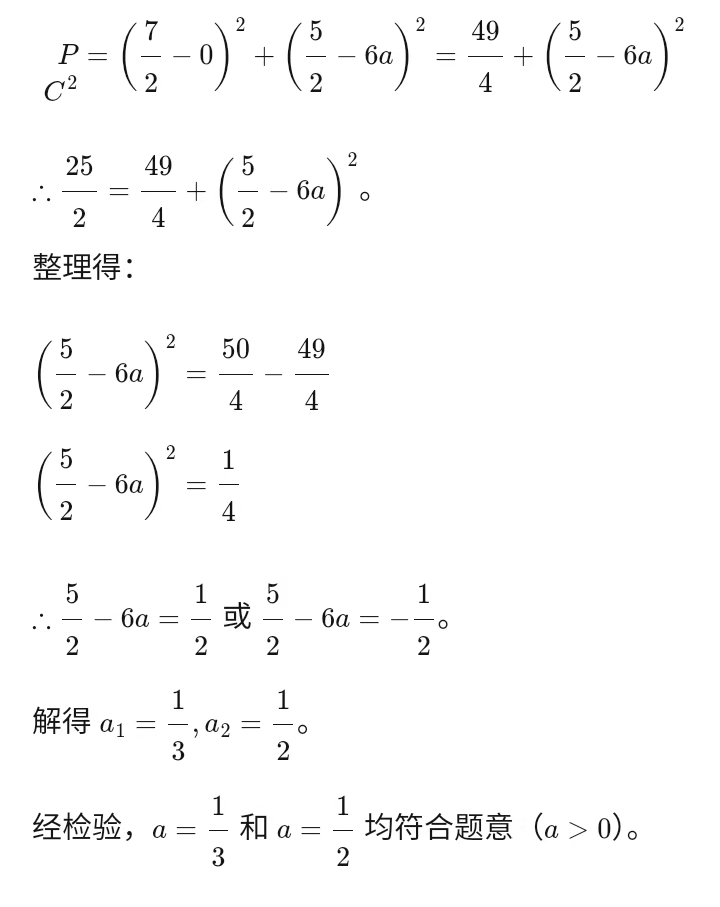 PC² = (7/2 − 0)² + (5/2 − 6a)² = 49/4 + (5/2 − 6a)²
∴ 25/2 = 49/4 + (5/2 − 6a)²。
整理得：
(5/2 − 6a)² = 50/4 − 49/4
(5/2 − 6a)² = 1/4
∴ 5/2 − 6a = 1/2 或 5/2 − 6a = −1/2。
解得 a₁ = 1/3, a₂ = 1/2。
经检验，a = 1/3 和 a = 1/2 均符合题意（a > 0）。